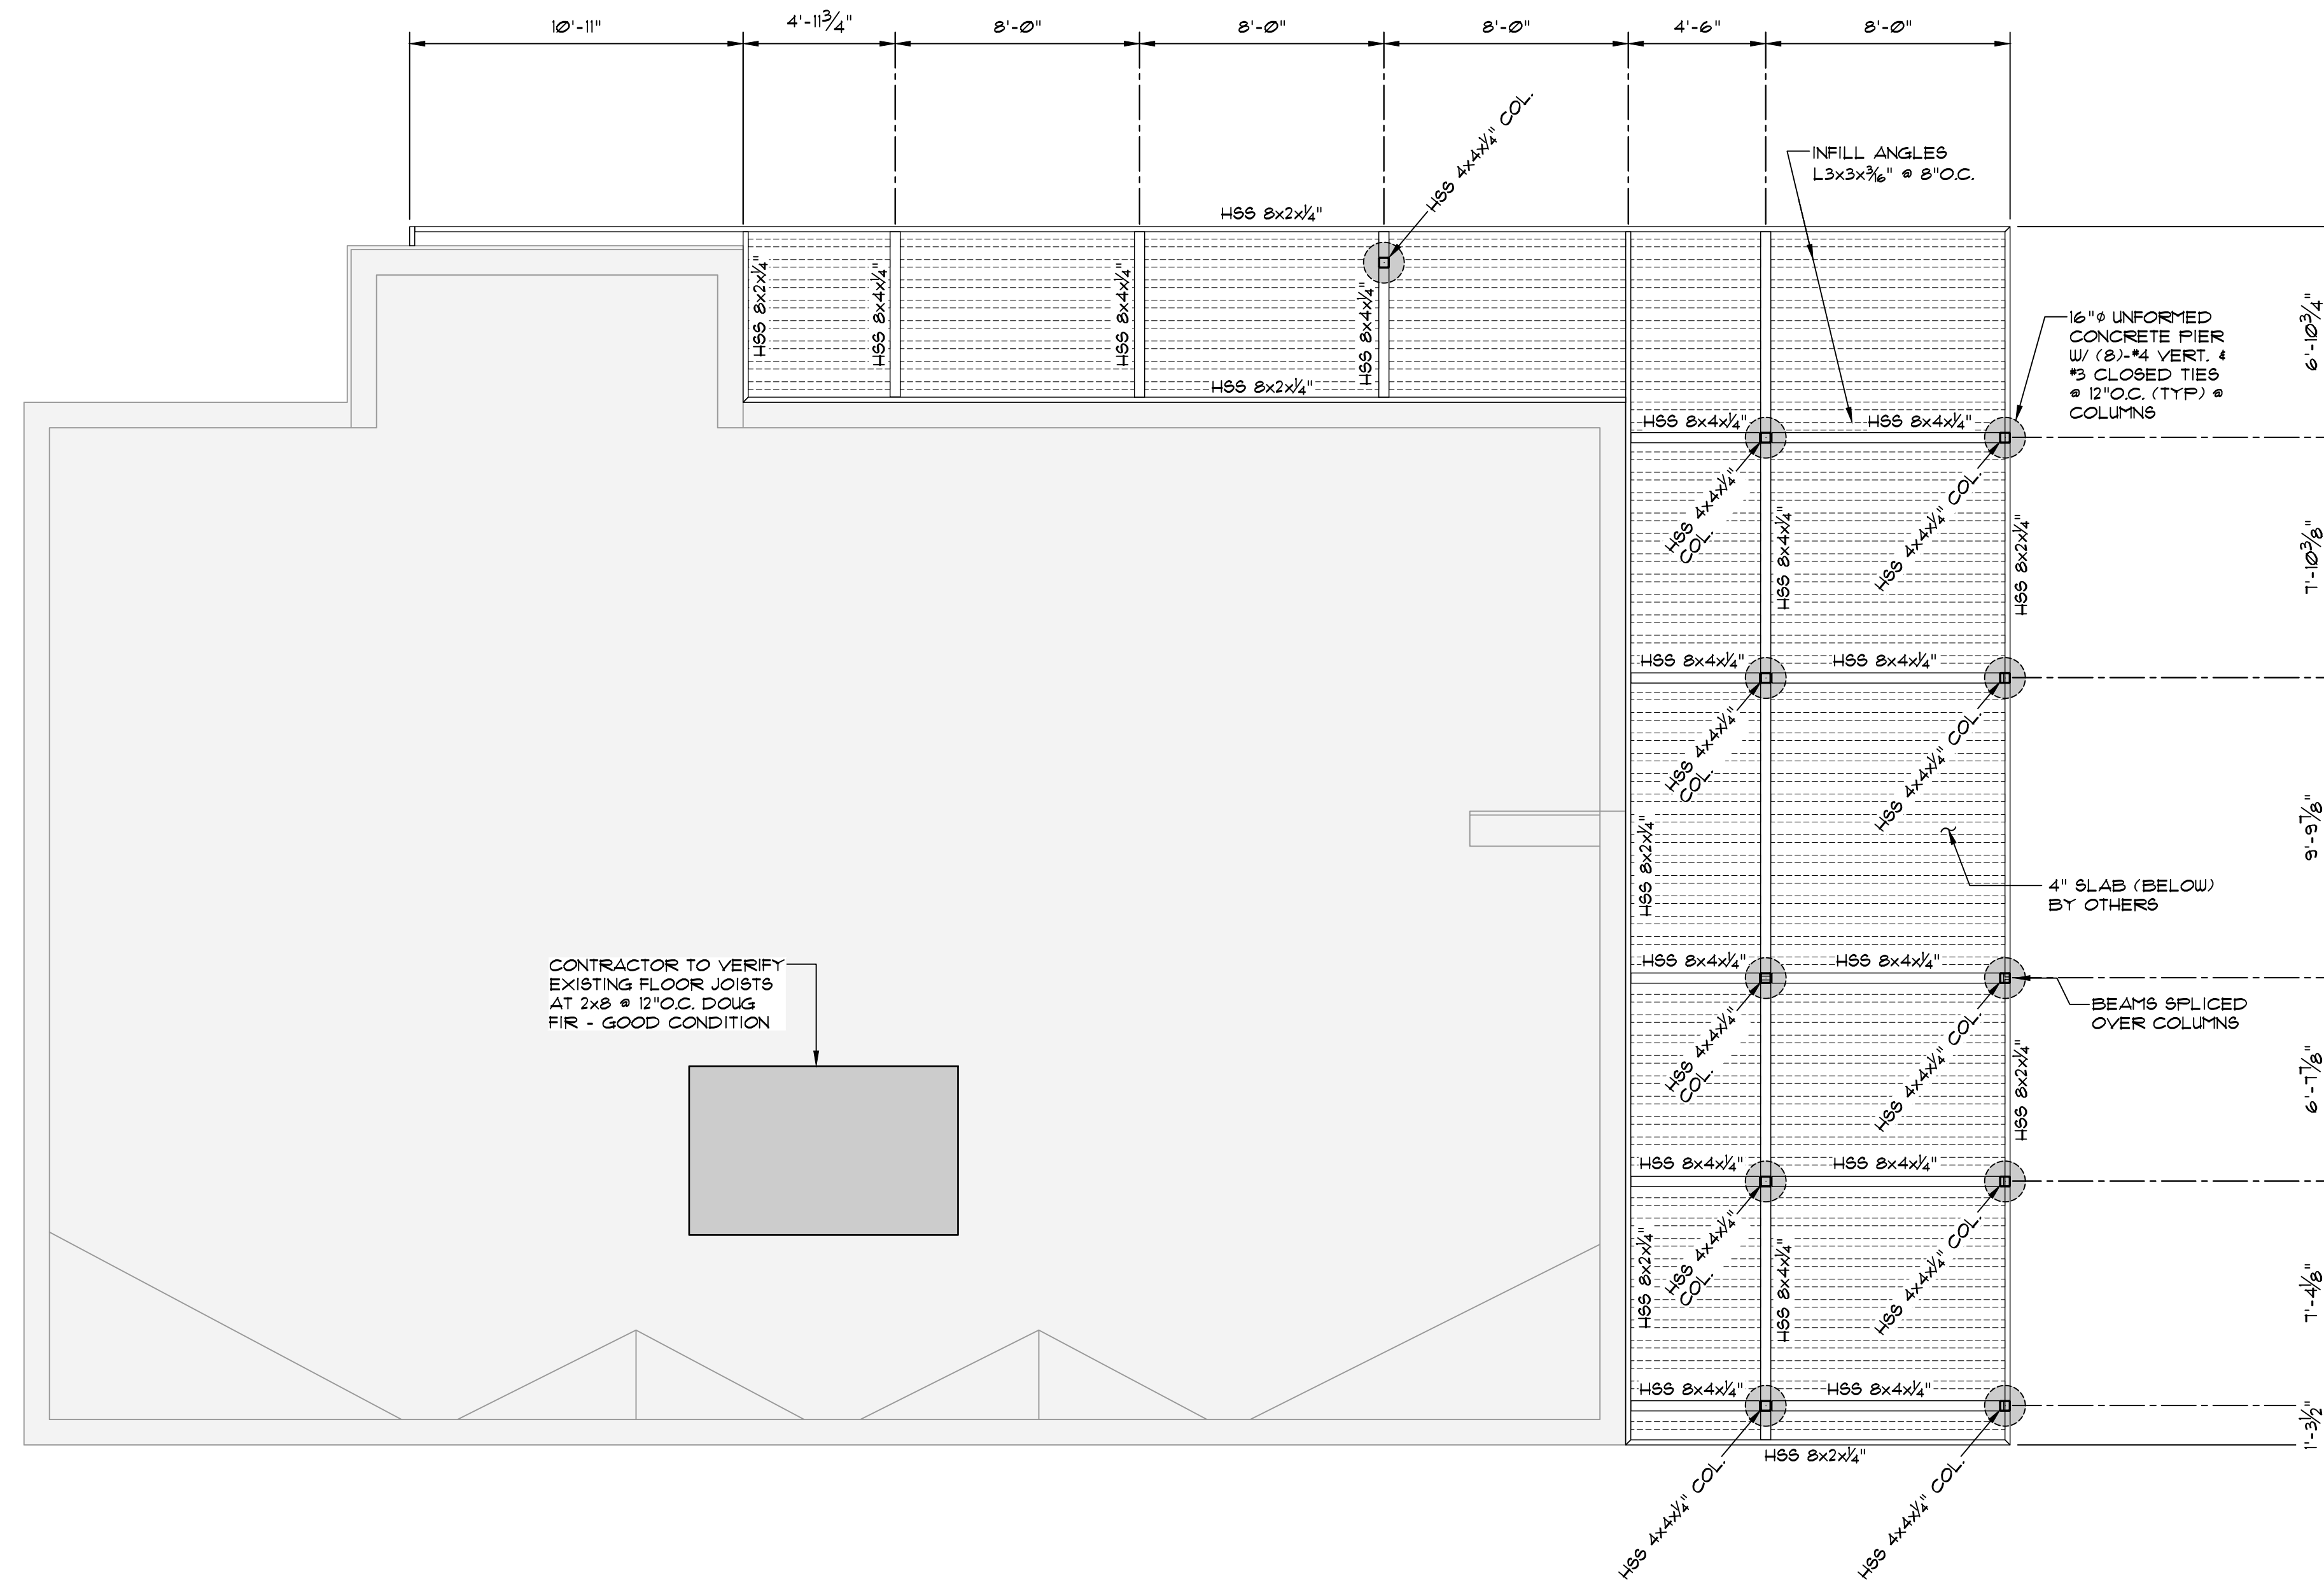 10'-11"
4'-11¾"
8'-0"
8'-0"
8'-0"
4'-6"
8'-0"
HSS 4x4x¼" COL.
INFILL ANGLES
L3x3x3⁄16" @ 8"O.C.
HSS 8x2x¼"
HSS 8x2x¼"
HSS 8x4x¼"
HSS 8x4x¼"
HSS 8x4x¼"
HSS 8x2x¼"
16"ø UNFORMED
CONCRETE PIER
W/ (8)-#4 VERT. &
#3 CLOSED TIES
@ 12"O.C. (TYP) @
COLUMNS
6'-10¾"
HSS 8x4x¼"
HSS 8x4x¼"
HSS 4x4x¼"
COL.
HSS 8x4x¼"
HSS 4x4x¼" COL.
HSS 8x2x¼"
7'-10⅜"
HSS 8x4x¼"
HSS 8x4x¼"
HSS 4x4x¼"
COL.
HSS 4x4x¼" COL.
HSS 8x2x¼"
9'-9⅞"
4" SLAB (BELOW)
BY OTHERS
CONTRACTOR TO VERIFY
EXISTING FLOOR JOISTS
AT 2x8 @ 12"O.C. DOUG
FIR - GOOD CONDITION
HSS 8x4x¼"
HSS 8x4x¼"
BEAMS SPLICED
OVER COLUMNS
HSS 4x4x¼"
COL.
HSS 4x4x¼" COL.
HSS 8x2x¼"
6'-7⅞"
HSS 8x4x¼"
HSS 8x4x¼"
HSS 8x2x¼"
HSS 4x4x¼"
COL.
HSS 8x4x¼"
HSS 4x4x¼" COL.
7'-4⅛"
HSS 8x4x¼"
HSS 8x4x¼"
1'-3½"
HSS 8x2x¼"
HSS 4x4x¼" COL.
HSS 4x4x¼" COL.